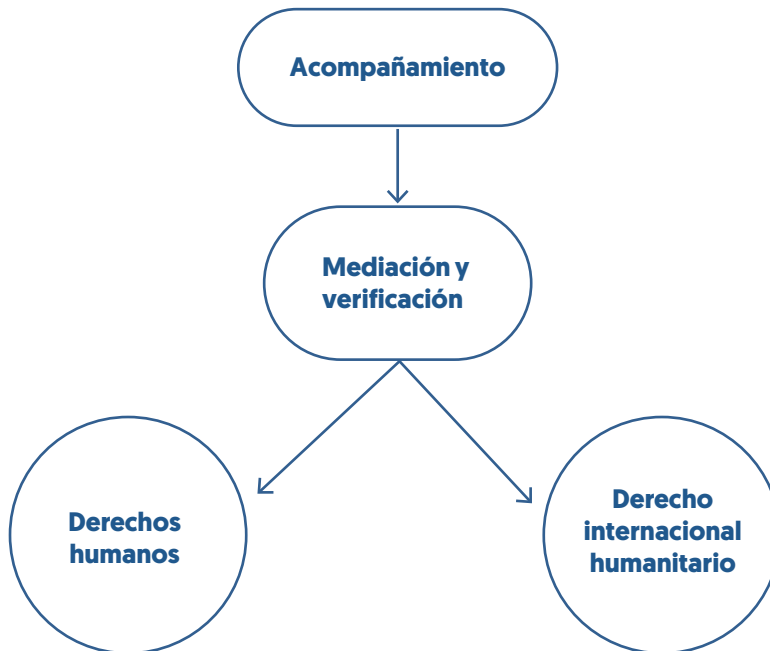 Acompañamiento
Mediación y
verificación
Derechos
humanos
Derecho
internacional
humanitario